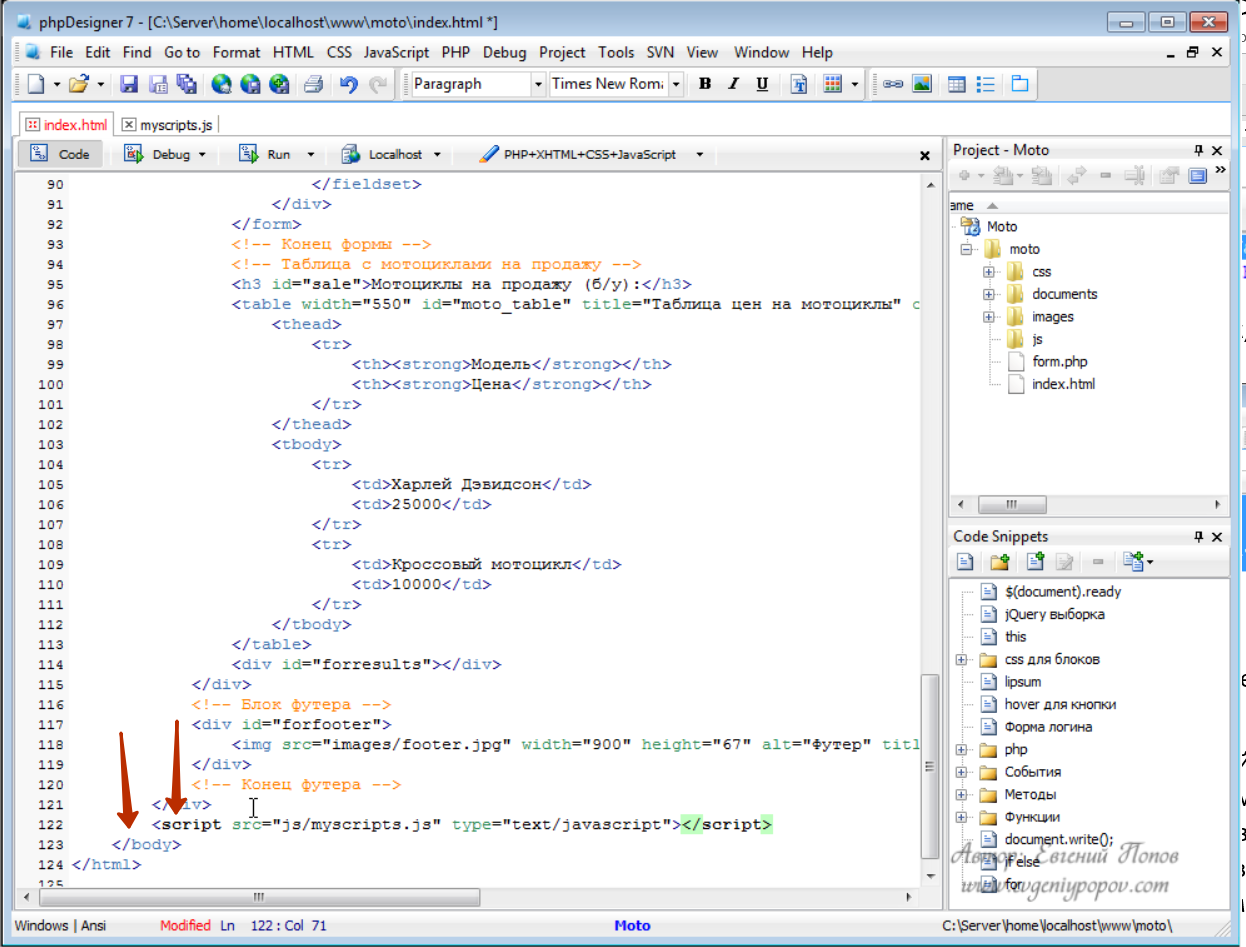 phpDesigner 7 - [C:\Server\home\localhost\www\moto\index.html *]
File Edit Find Go to Format HTML CSS JavaScript PHP Debug Project Tools SVN View Window Help
Paragraph Times New Rom B I U
index.html myscripts.js
Code Debug Run Localhost PHP+XHTML+CSS+JavaScript
90 </fieldset>
91 </div>
92 </form>
93 <!-- Конец формы -->
94 <!-- Таблица с мотоциклами на продажу -->
95 <h3 id="sale">Мотоциклы на продажу (б/у):</h3>
96 <table width="550" id="moto_table" title="Таблица цен на мотоциклы" c
97 <thead>
98 <tr>
99 <th><strong>Модель</strong></th>
100 <th><strong>Цена</strong></th>
101 </tr>
102 </thead>
103 <tbody>
104 <tr>
105 <td>Харлей Дэвидсон</td>
106 <td>25000</td>
107 </tr>
108 <tr>
109 <td>Кроссовый мотоцикл</td>
110 <td>10000</td>
111 </tr>
112 </tbody>
113 </table>
114 <div id="forresults"></div>
115 </div>
116 <!-- Блок футера -->
117 <div id="forfooter">
118 <img src="images/footer.jpg" width="900" height="67" alt="Футер" titl
119 </div>
120 <!-- Конец футера -->
121 </div>
122 <script src="js/myscripts.js" type="text/javascript"></script>
123 </body>
124 </html>
125
Project - Moto
ame
Moto
moto
css
documents
images
js
form.php
index.html
Code Snippets
$(document).ready
jQuery выборка
this
css для блоков
lipsum
hover для кнопки
Форма логина
php
События
Методы
Функции
document.write();
if else
for
Автор: Евгений Попов
www.evgeniypopov.com
Windows | Ansi Modified Ln 122 : Col 71 Moto C:\Server\home\localhost\www\moto\